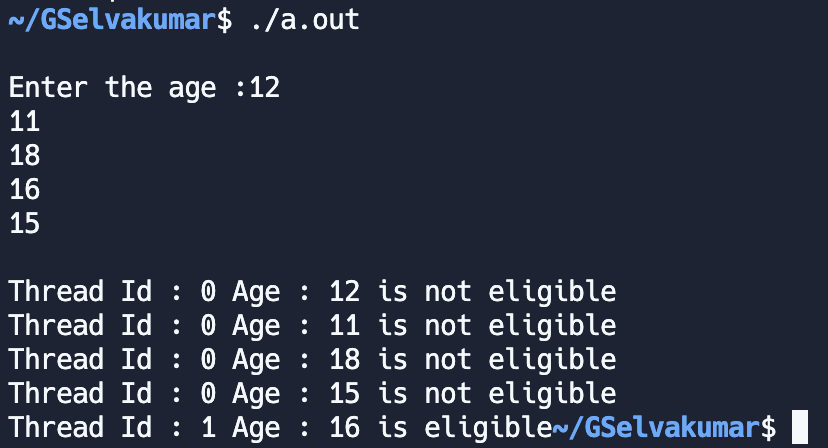 ~/GSelvakumar$ ./a.out
Enter the age :12
11
18
16
15
Thread Id : 0 Age : 12 is not eligible
Thread Id : 0 Age : 11 is not eligible
Thread Id : 0 Age : 18 is not eligible
Thread Id : 0 Age : 15 is not eligible
Thread Id : 1 Age : 16 is eligible~/GSelvakumar$